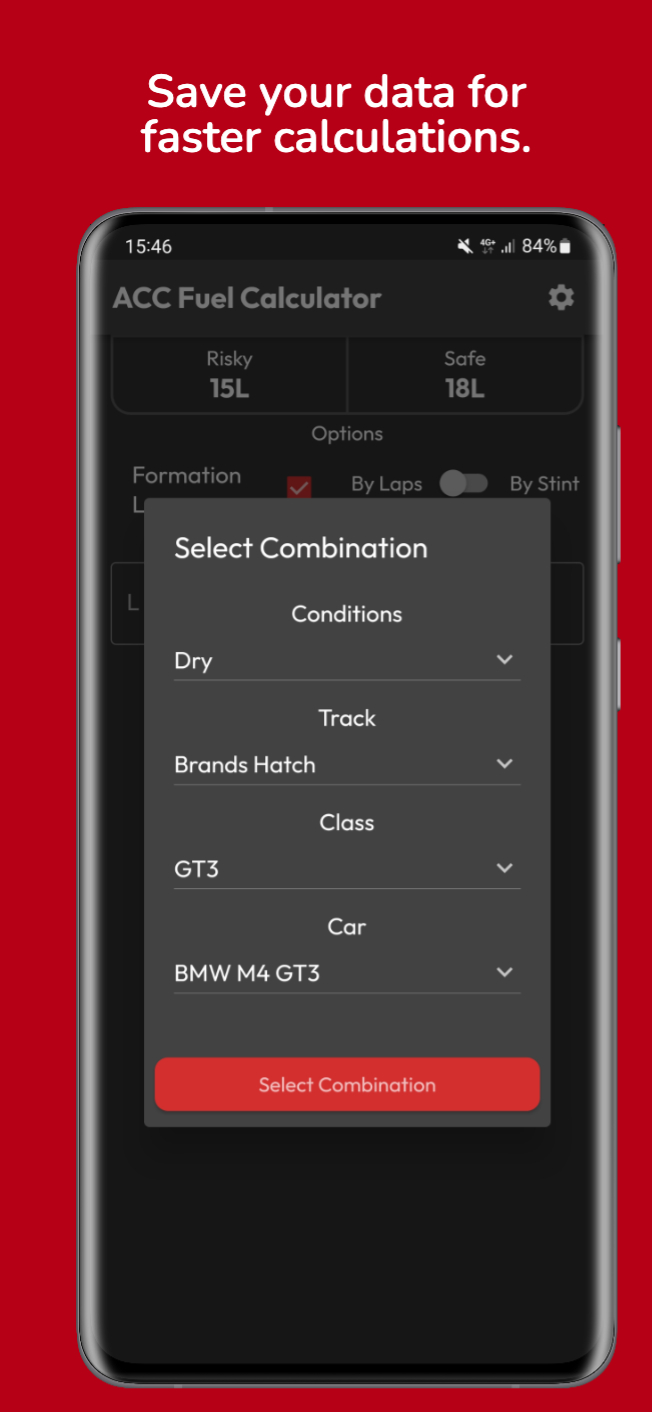 Save your data for
faster calculations.
15:46
4G+
84%
ACC Fuel Calculator
Risky
Safe
15L
18L
Options
Formation
By Laps
By Stint
L
L
Select Combination
Conditions
Dry
Track
Brands Hatch
Class
GT3
Car
BMW M4 GT3
Select Combination